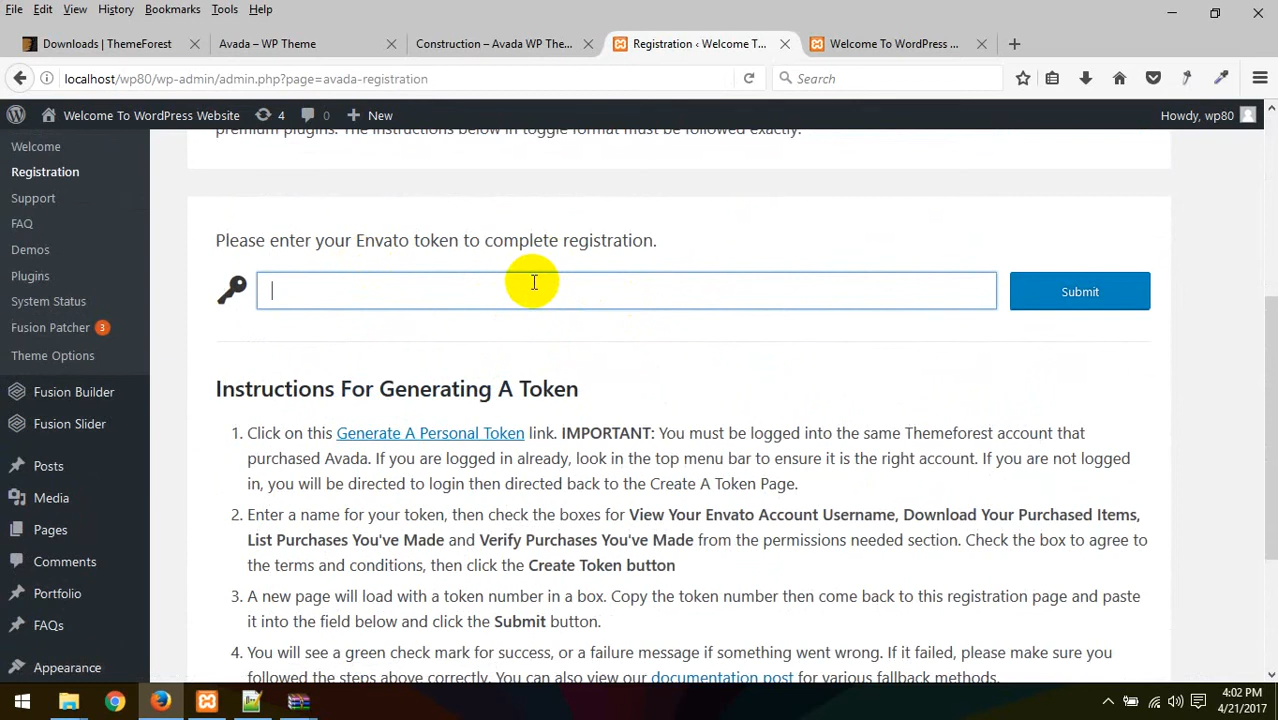 File Edit View History Bookmarks Tools Help
Downloads | ThemeForest
Avada – WP Theme
Construction – Avada WP The...
Registration ‹ Welcome T...
Welcome To WordPress ...
localhost/wp80/wp-admin/admin.php?page=avada-registration
Search
Welcome To WordPress Website 4 0 New
Howdy, wp80
premium plugins. The instructions below in toggle format must be followed exactly.
Welcome
Registration
Support
FAQ
Demos
Plugins
System Status
Fusion Patcher 3
Theme Options
Fusion Builder
Fusion Slider
Posts
Media
Pages
Comments
Portfolio
FAQs
Appearance
Please enter your Envato token to complete registration.
Submit
Instructions For Generating A Token
1. Click on this Generate A Personal Token link. IMPORTANT: You must be logged into the same Themeforest account that
purchased Avada. If you are logged in already, look in the top menu bar to ensure it is the right account. If you are not logged
in, you will be directed to login then directed back to the Create A Token Page.
2. Enter a name for your token, then check the boxes for View Your Envato Account Username, Download Your Purchased Items,
List Purchases You've Made and Verify Purchases You've Made from the permissions needed section. Check the box to agree to
the terms and conditions, then click the Create Token button
3. A new page will load with a token number in a box. Copy the token number then come back to this registration page and paste
it into the field below and click the Submit button.
4. You will see a green check mark for success, or a failure message if something went wrong. If it failed, please make sure you
followed the steps above correctly. You can also view our documentation post for various fallback methods.
4:02 PM
4/21/2017